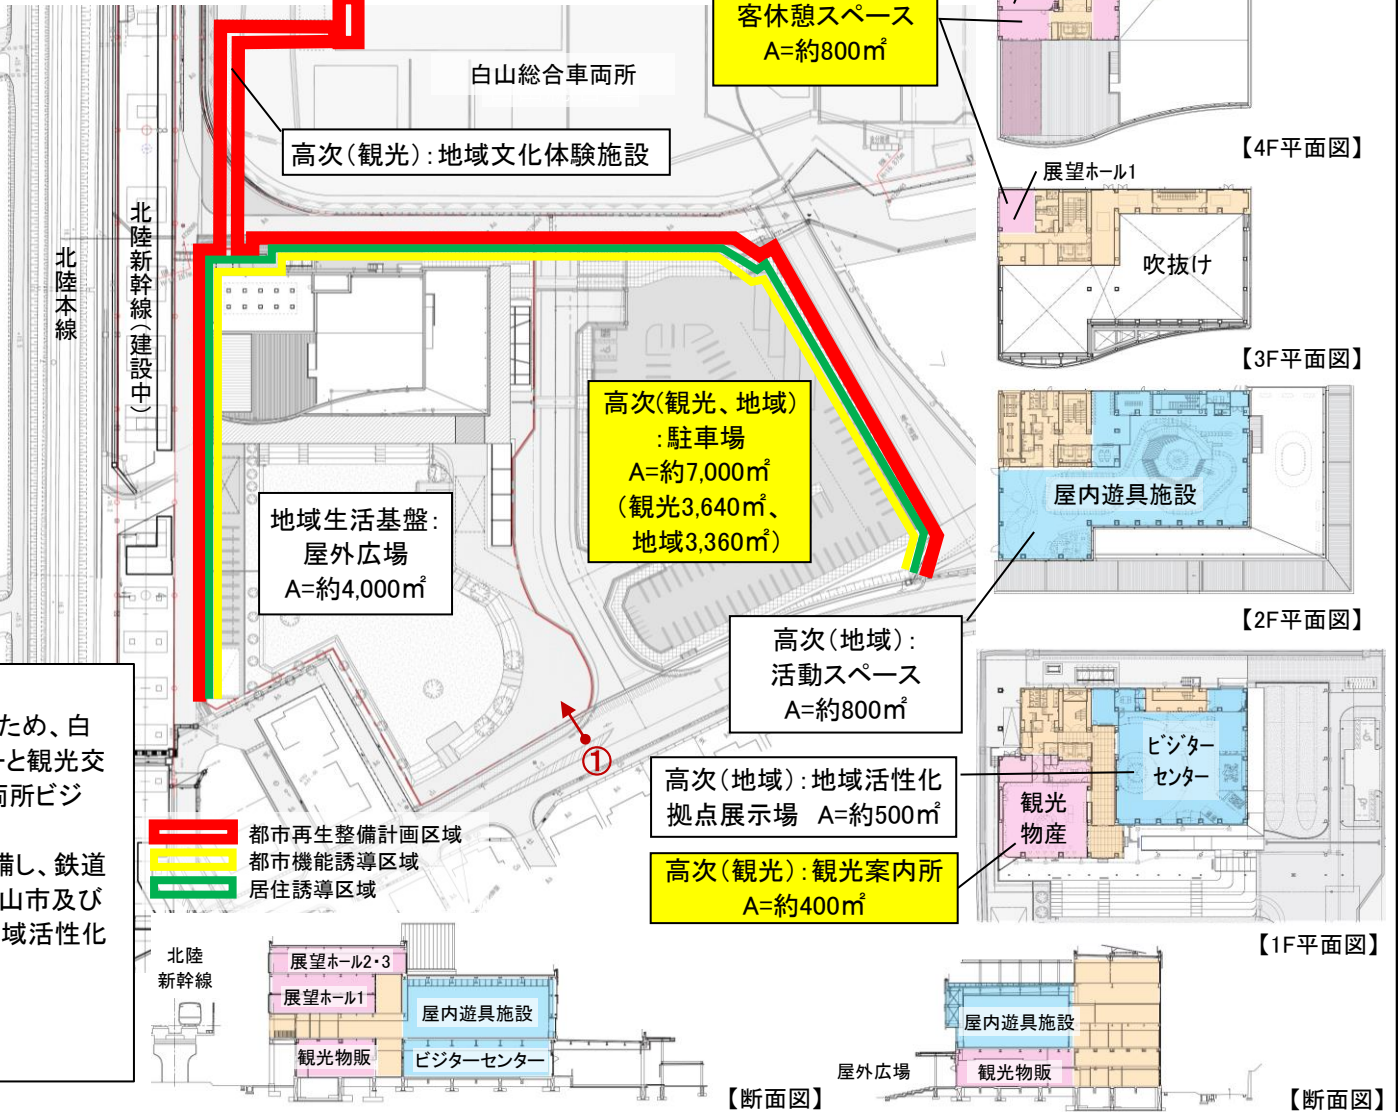 客休憩スペース
A=約800㎡
白山総合車両所
高次(観光):地域文化体験施設
【4F平面図】
展望ホール1
北陸本線
北陸新幹線(建設中)
吹抜け
【3F平面図】
高次(観光、地域)
:駐車場
A=約7,000㎡
(観光3,640㎡、
地域3,360㎡)
屋内遊具施設
地域生活基盤:
屋外広場
A=約4,000㎡
【2F平面図】
高次(地域):
活動スペース
A=約800㎡
ため、白
ーと観光交
両所ビジ
備し、鉄道
山市及び
域活性化
①
高次(地域):地域活性化
拠点展示場 A=約500㎡
ビジター
センター
観光
物産
都市再生整備計画区域
都市機能誘導区域
居住誘導区域
高次(観光):観光案内所
A=約400㎡
【1F平面図】
北陸
新幹線
展望ホール2・3
展望ホール1
屋内遊具施設
観光物販
ビジターセンター
【断面図】
屋内遊具施設
屋外広場
観光物販
【断面図】